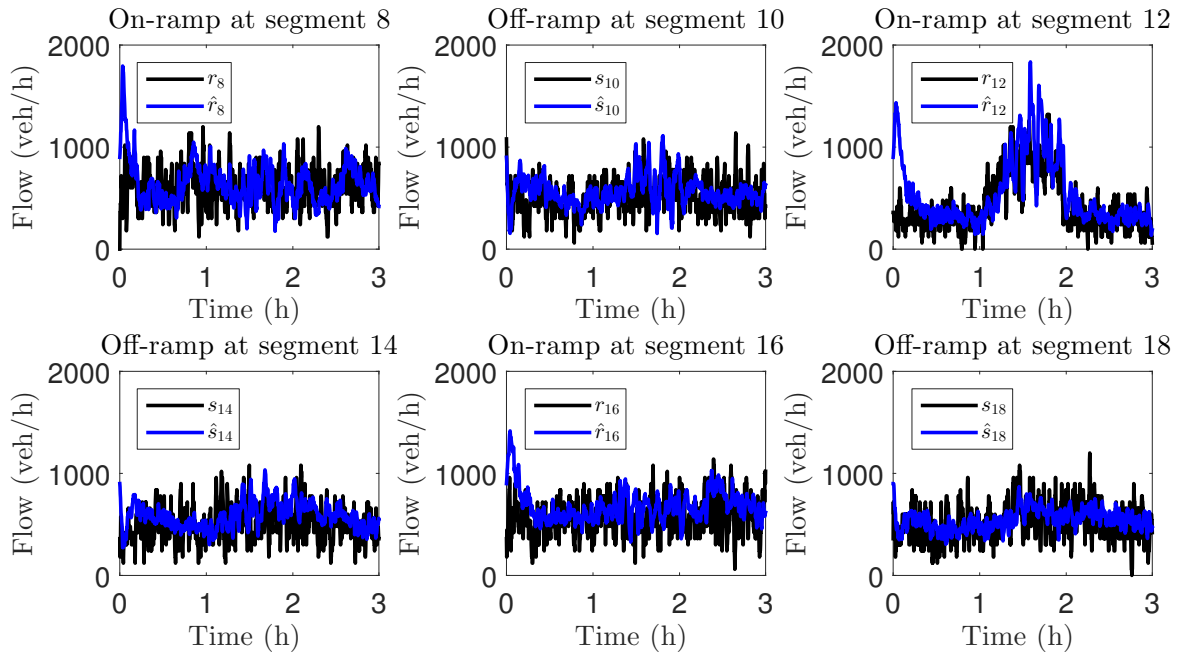 On-ramp at segment 8
Flow (veh/h)
2000
1000
0
r₈
r̂₈
0 1 2 3
Time (h)
Off-ramp at segment 10
Flow (veh/h)
2000
1000
0
s₁₀
ŝ₁₀
0 1 2 3
Time (h)
On-ramp at segment 12
Flow (veh/h)
2000
1000
0
r₁₂
r̂₁₂
0 1 2 3
Time (h)
Off-ramp at segment 14
Flow (veh/h)
2000
1000
0
s₁₄
ŝ₁₄
0 1 2 3
Time (h)
On-ramp at segment 16
Flow (veh/h)
2000
1000
0
r₁₆
r̂₁₆
0 1 2 3
Time (h)
Off-ramp at segment 18
Flow (veh/h)
2000
1000
0
s₁₈
ŝ₁₈
0 1 2 3
Time (h)